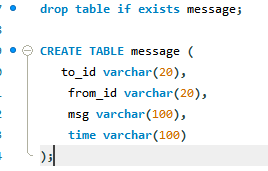 drop table if exists message;
CREATE TABLE message (
to_id varchar(20),
from_id varchar(20),
msg varchar(100),
time varchar(100)
);